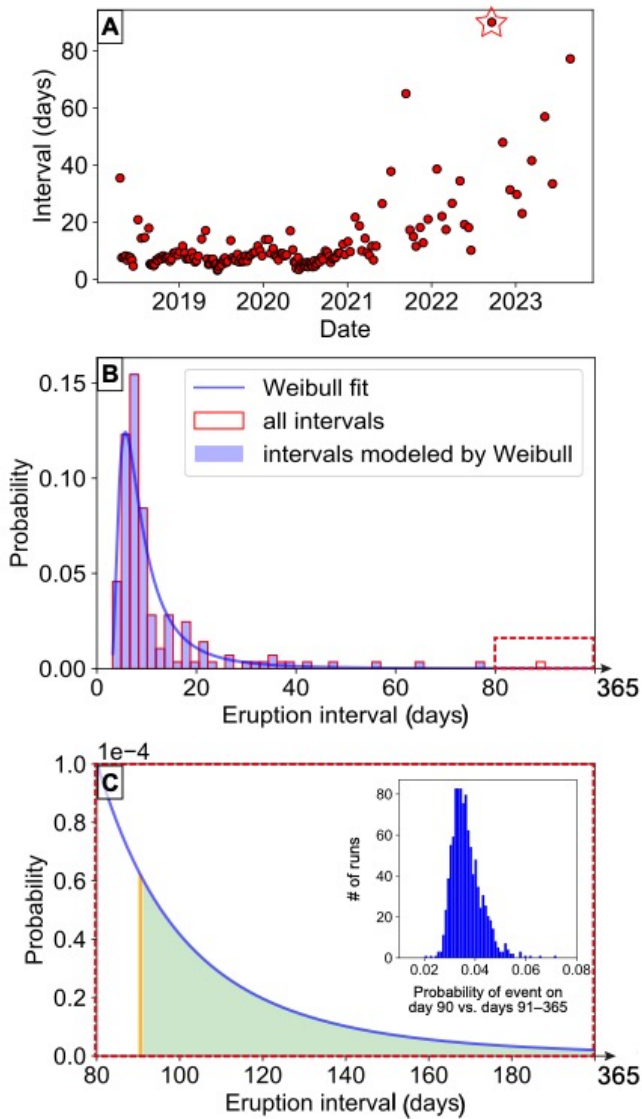 A
80
60
40
20
0
Interval (days)
2019 2020 2021 2022 2023
Date
B
0.15
0.10
0.05
0.00
Probability
Weibull fit
all intervals
intervals modeled by Weibull
0 20 40 60 80 365
Eruption interval (days)
1e-4
C
1.0
0.8
0.6
0.4
0.2
0.0
Probability
80
60
40
20
0
# of runs
0.02 0.04 0.06 0.08
Probability of event on
day 90 vs. days 91–365
80 100 120 140 160 180 365
Eruption interval (days)